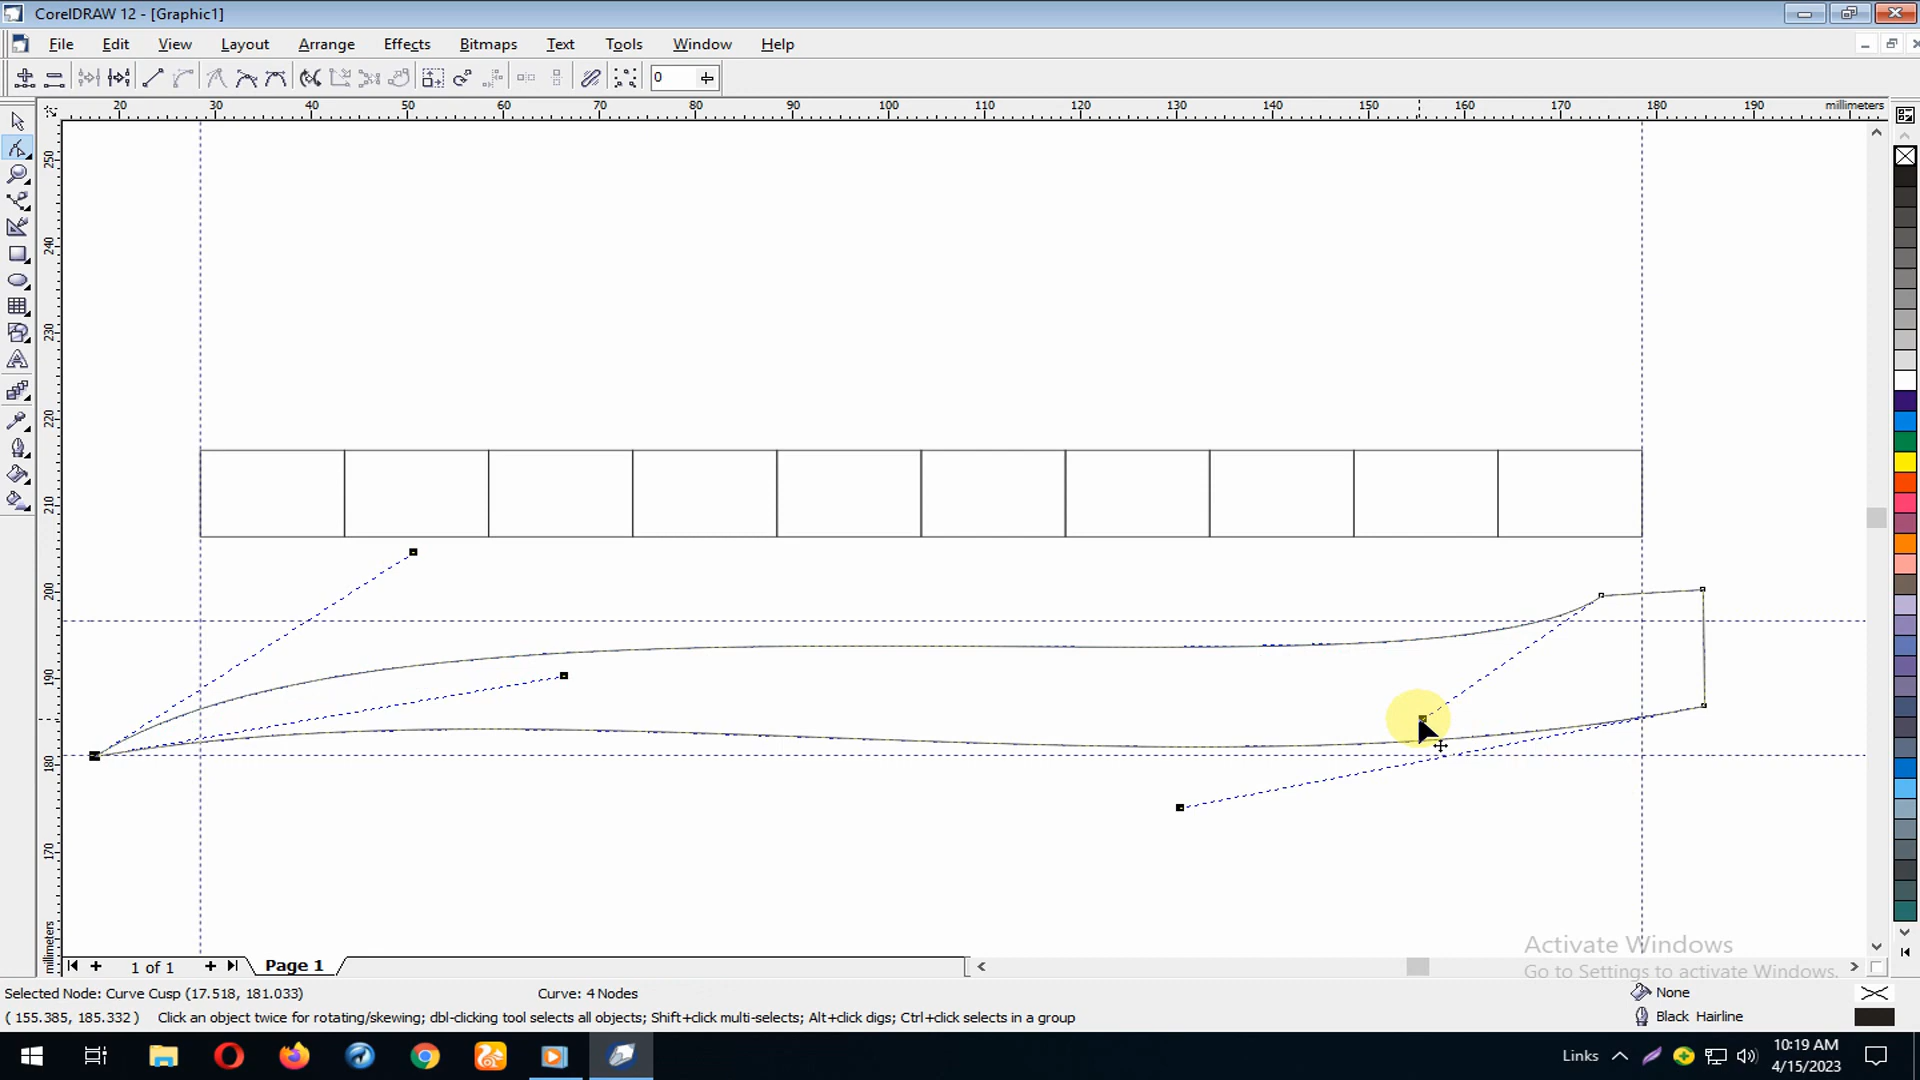 CorelDRAW 12 - [Graphic1]
File Edit View Layout Arrange Effects Bitmaps Text Tools Window Help
0
20 30 40 50 60 70 80 90 100 110 120 130 140 150 160 170 180 190 millimeters
250
240
230
220
210
200
190
180
170
millimeters
1 of 1 Page 1
Activate Windows
Go to Settings to activate Windows.
Selected Node: Curve Cusp (17.518, 181.033) Curve: 4 Nodes None
( 155.385, 185.332 ) Click an object twice for rotating/skewing; dbl-clicking tool selects all objects; Shift+click multi-selects; Alt+click digs; Ctrl+click selects in a group Black Hairline
Links 10:19 AM
4/15/2023